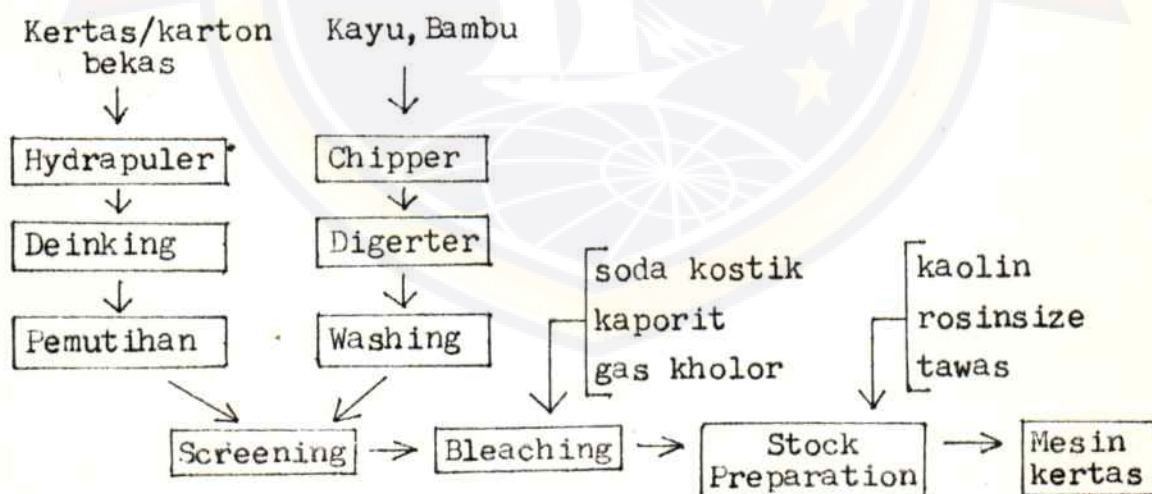 Kertas/karton
bekas
Kayu, Bambu
Hydrapuler
Chipper
Deinking
Digerter
soda kostik
kaolin
kaporit
rosinsize
Pemutihan
Washing
gas kholor
tawas
Screening
Bleaching
Stock
Preparation
Mesin
kertas